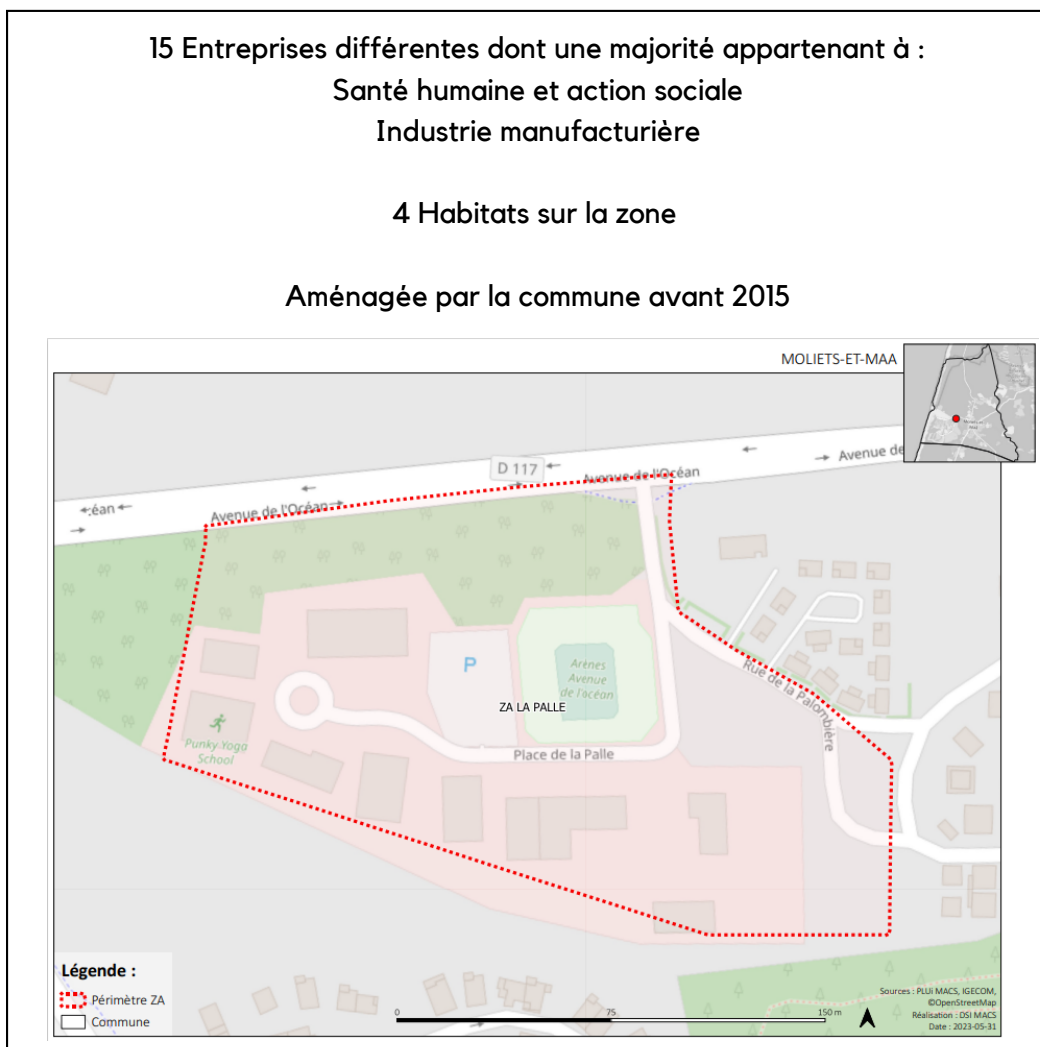 15 Entreprises différentes dont une majorité appartenant à :
Santé humaine et action sociale
Industrie manufacturière
4 Habitats sur la zone
Aménagée par la commune avant 2015
MOLIETS-ET-MAA
D 117
Avenue de l'Océan
Avenue de
éan
Avenue de l'Océan
P
Arènes
Avenue
de l'océan
ZA LA PALLE
Rue de la Palombière
Punky Yoga
School
Place de la Palle
Légende :
Périmètre ZA
Commune
0 75 150 m
Sources : PLUi MACS, IGECOM,
©OpenStreetMap
Réalisation : DSI MACS
Date : 2023-05-31